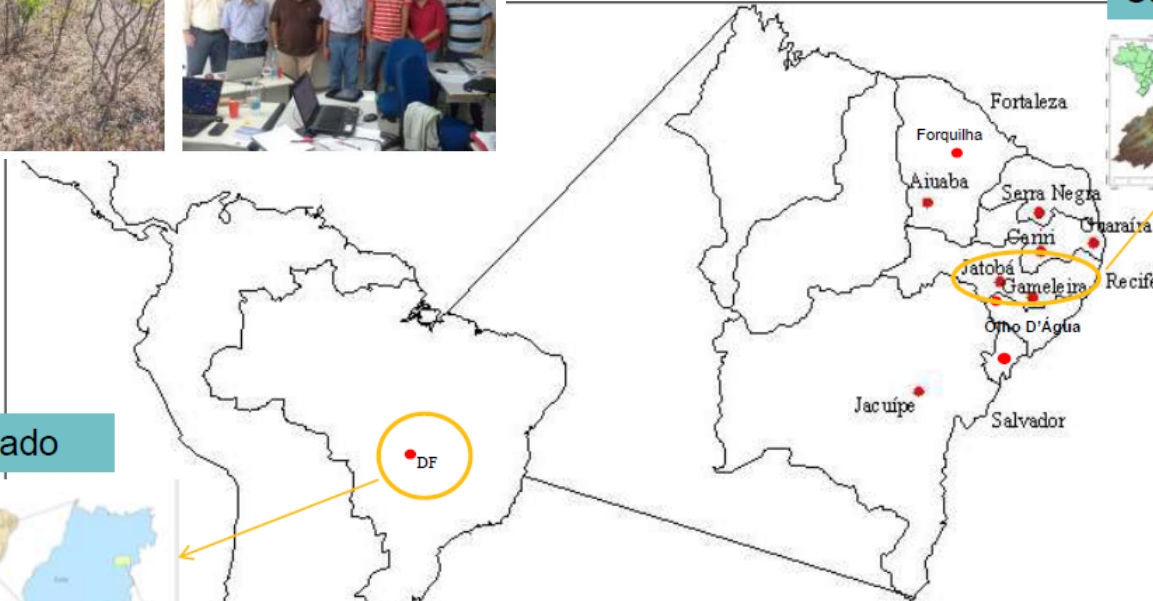 Fortaleza
Forquilha
Aiuaba
Serra Negra
Guaraíra
Cariri
Jatobá
Gameleira
Recife
Olho D'Água
Jacuípe
Salvador
ado
DF